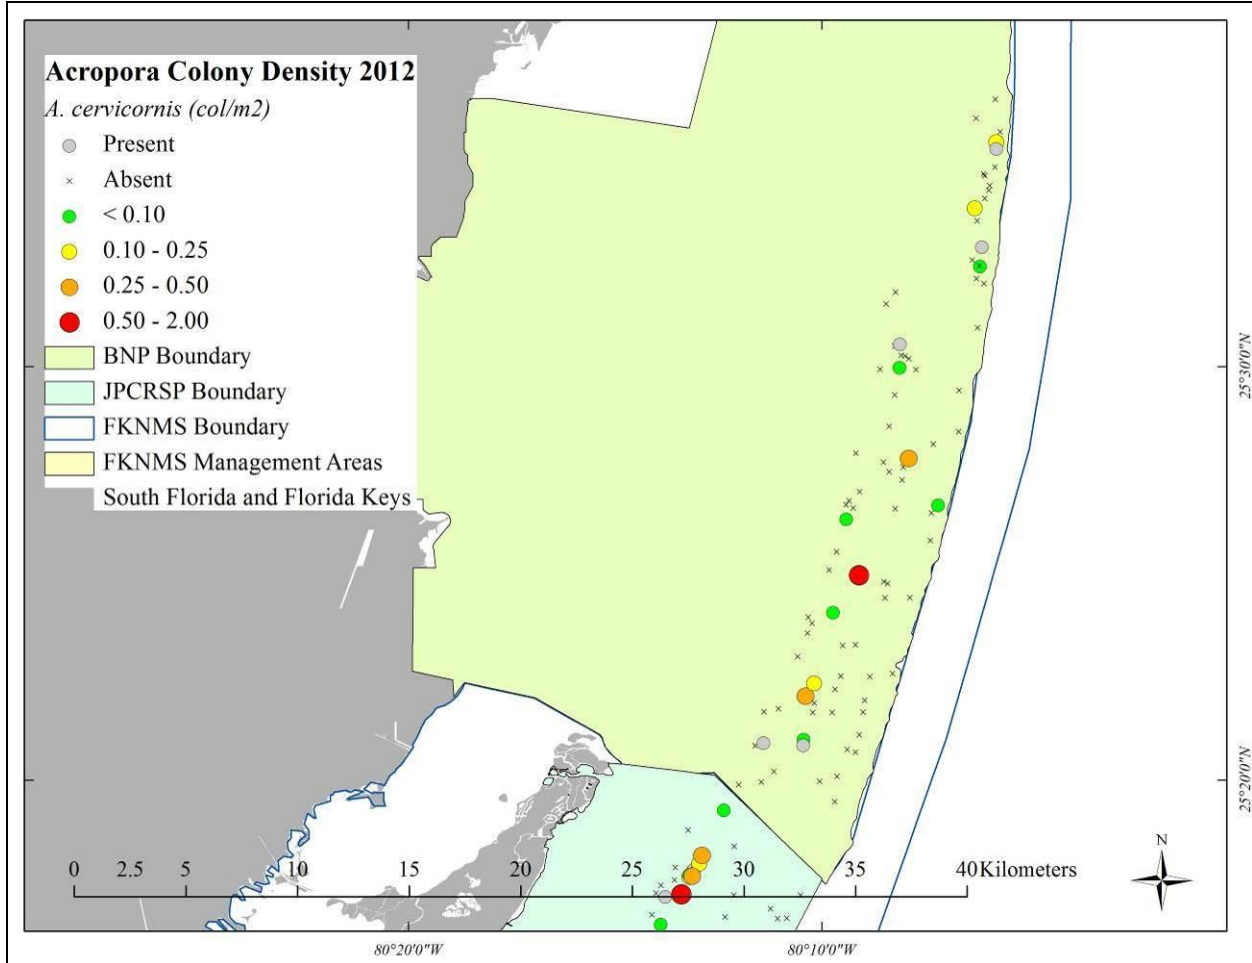 Acropora Colony Density 2012
A. cervicornis (col/m2)
Present
Absent
< 0.10
0.10 - 0.25
0.25 - 0.50
0.50 - 2.00
BNP Boundary
JPCRSP Boundary
FKNMS Boundary
FKNMS Management Areas
South Florida and Florida Keys
25°30'0"N
25°20'0"N
N
0 2.5 5 10 15 20 25 30 35 40 Kilometers
80°20'0"W 80°10'0"W